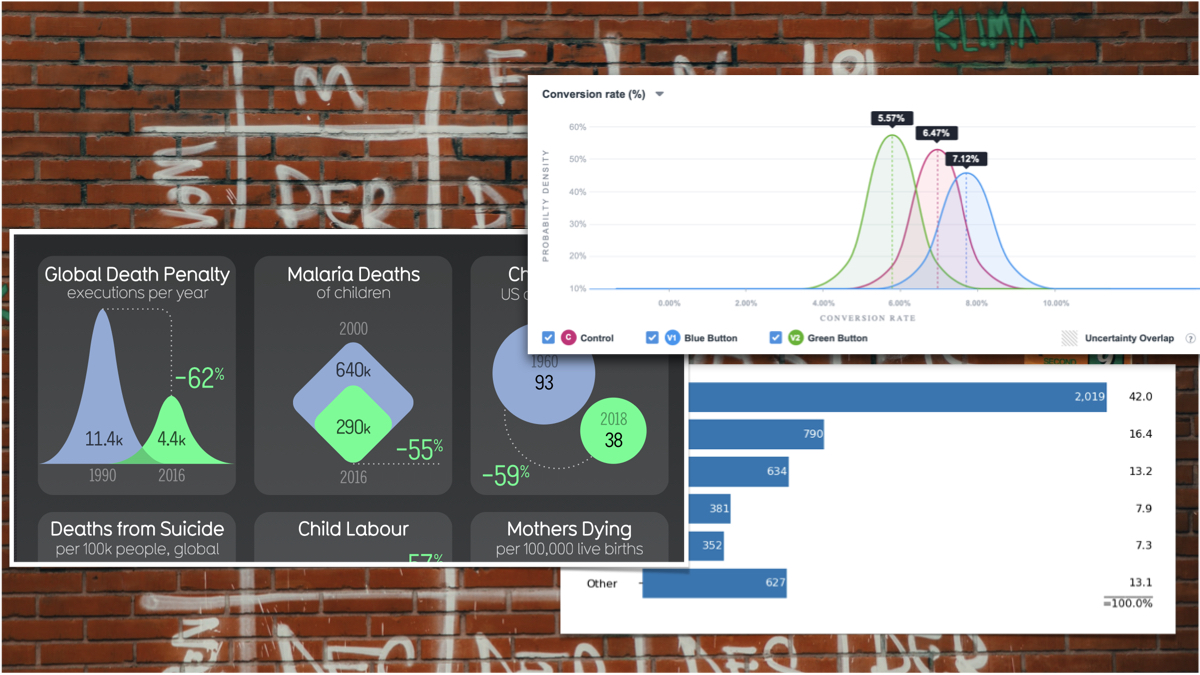 KLIMA
M
F
DER
Conversion rate (%)
5.57%
6.47%
7.12%
60%
50%
40%
30%
20%
10%
PROBABILTY DENSITY
0.00%
2.00%
4.00%
6.00%
8.00%
10.00%
CONVERSION RATE
C Control
V1 Blue Button
V2 Green Button
Uncertainty Overlap ?
Global Death Penalty
executions per year
-62%
11.4k
4.4k
1990
2016
Malaria Deaths
of children
2000
640k
290k
-55%
2016
Ch
US
1960
93
2018
38
-59%
Deaths from Suicide
per 100k people, global
Child Labour
-57%
Mothers Dying
per 100,000 live births
2,019 42.0
790 16.4
634 13.2
381 7.9
352 7.3
Other 627 13.1
=100.0%